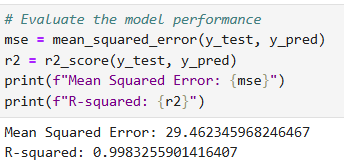 # Evaluate the model performance
mse = mean_squared_error(y_test, y_pred)
r2 = r2_score(y_test, y_pred)
print(f"Mean Squared Error: {mse}")
print(f"R-squared: {r2}")
Mean Squared Error: 29.462345968246467
R-squared: 0.9983255901416407